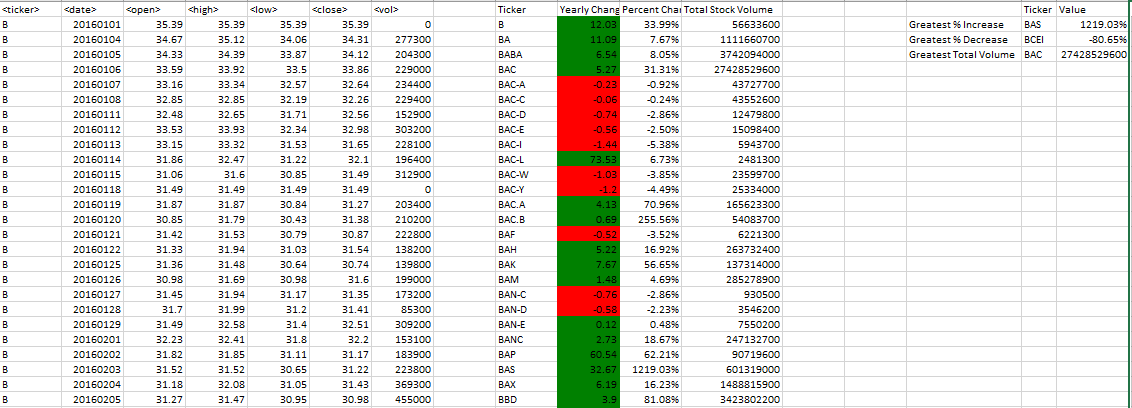 <ticker> <date> <open> <high> <low> <close> <vol> Ticker Yearly Chang Percent Chan Total Stock Volume Ticker Value
B 20160101 35.39 35.39 35.39 35.39 0 B 12.03 33.99% 56633600 Greatest % Increase BAS 1219.03%
B 20160104 34.67 35.12 34.06 34.31 277300 BA 11.09 7.67% 1111660700 Greatest % Decrease BCEI -80.65%
B 20160105 34.33 34.39 33.87 34.12 204300 BABA 6.54 8.05% 3742094000 Greatest Total Volume BAC 27428529600
B 20160106 33.59 33.92 33.5 33.86 229000 BAC 5.27 31.31% 27428529600
B 20160107 33.16 33.34 32.57 32.64 234400 BAC-A -0.23 -0.92% 43727700
B 20160108 32.85 32.85 32.19 32.26 229400 BAC-C -0.06 -0.24% 43552600
B 20160111 32.48 32.65 31.71 32.56 152900 BAC-D -0.74 -2.86% 12479800
B 20160112 33.53 33.93 32.34 32.98 303200 BAC-E -0.56 -2.50% 15098400
B 20160113 33.15 33.32 31.53 31.65 228100 BAC-I -1.44 -5.38% 5943700
B 20160114 31.86 32.47 31.22 32.1 196400 BAC-L 73.53 6.73% 2481300
B 20160115 31.06 31.6 30.85 31.49 312900 BAC-W -1.03 -3.85% 23599700
B 20160118 31.49 31.49 31.49 31.49 0 BAC-Y -1.2 -4.49% 25334000
B 20160119 31.87 31.87 30.84 31.27 203400 BAC.A 4.13 70.96% 165623300
B 20160120 30.85 31.79 30.43 31.38 210200 BAC.B 0.69 255.56% 54083700
B 20160121 31.42 31.53 30.79 30.87 222800 BAF -0.52 -3.52% 6221300
B 20160122 31.33 31.94 31.03 31.54 138200 BAH 5.22 16.92% 263732400
B 20160125 31.36 31.48 30.64 30.74 139800 BAK 7.67 56.65% 137314000
B 20160126 30.98 31.69 30.98 31.6 199000 BAM 1.48 4.69% 285278900
B 20160127 31.45 31.94 31.17 31.35 173200 BAN-C -0.76 -2.86% 930500
B 20160128 31.7 31.99 31.2 31.41 85300 BAN-D -0.58 -2.23% 3546200
B 20160129 31.49 32.58 31.4 32.51 309200 BAN-E 0.12 0.48% 7550200
B 20160201 32.23 32.41 31.8 32.2 153100 BANC 2.73 18.67% 247132700
B 20160202 31.82 31.85 31.11 31.17 183900 BAP 60.54 62.21% 90719600
B 20160203 31.52 31.52 30.65 31.22 223800 BAS 32.67 1219.03% 601319000
B 20160204 31.18 32.08 31.05 31.43 369300 BAX 6.19 16.23% 1488815900
B 20160205 31.27 31.47 30.95 30.98 455000 BBD 3.9 81.08% 3423802200